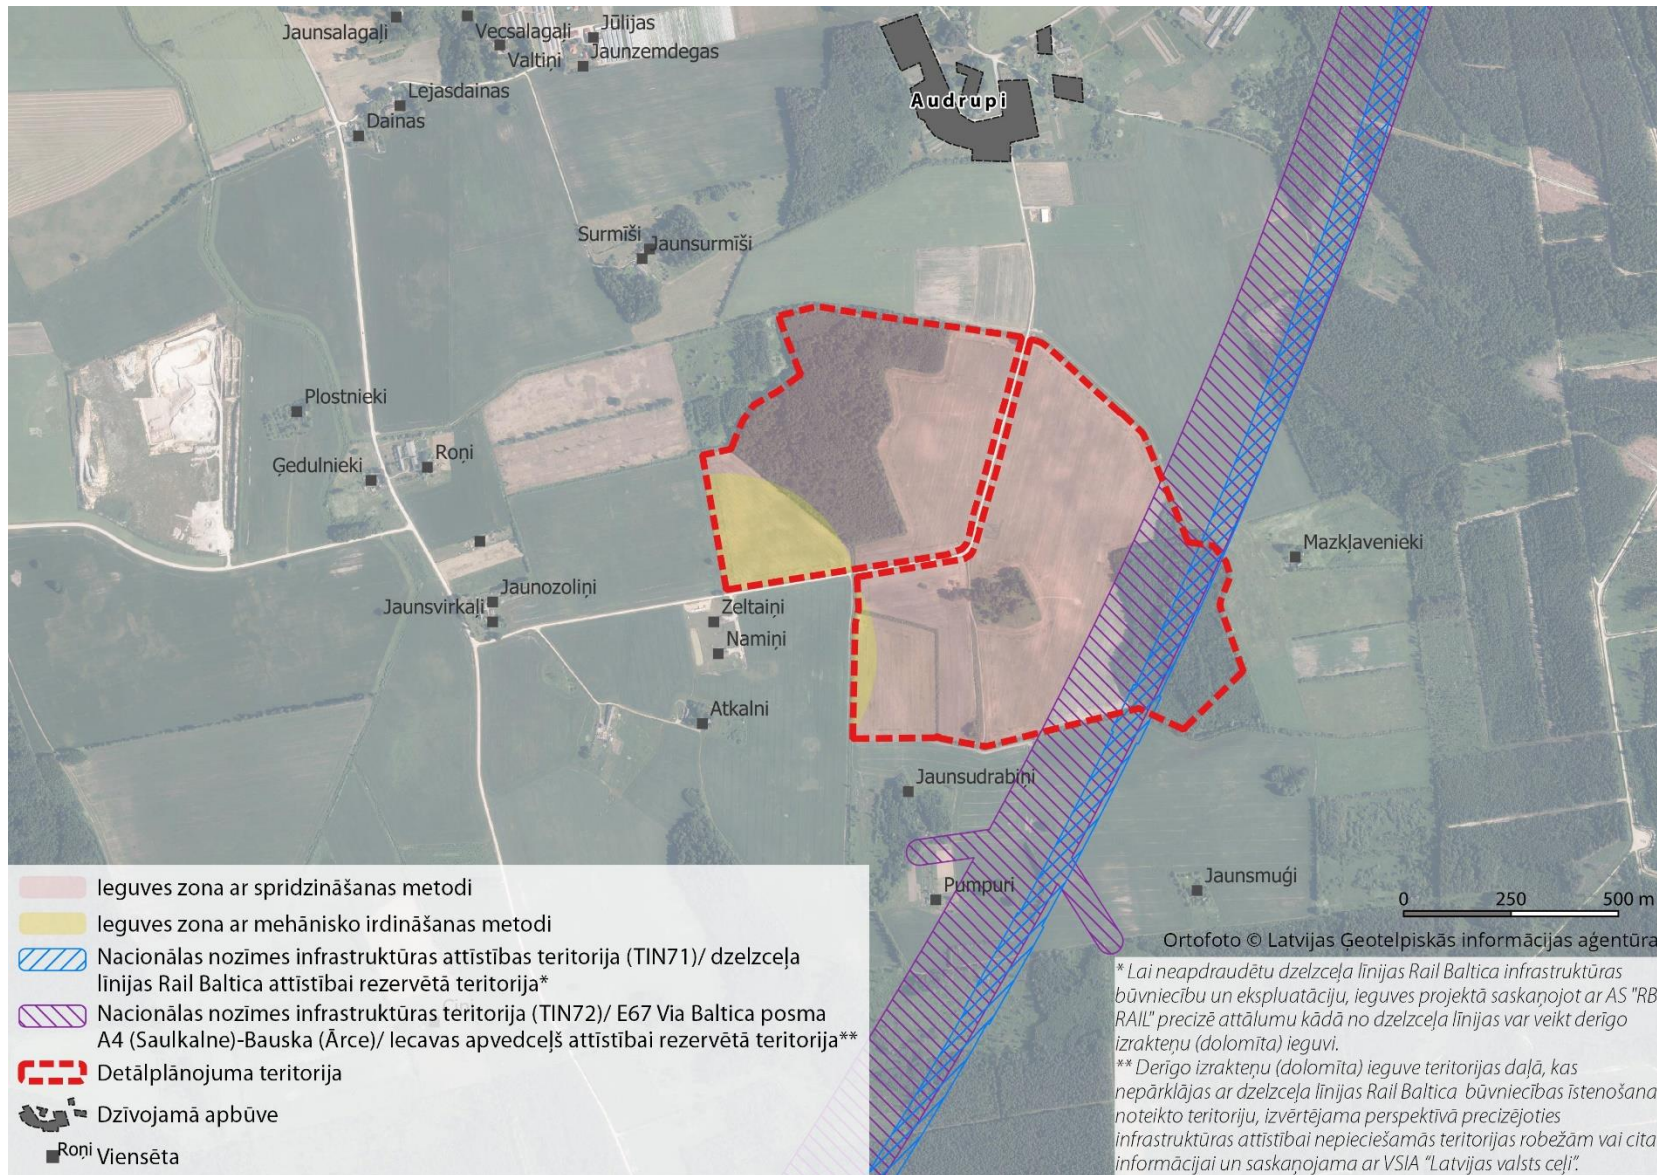 Jaunsalagaļi
Vecsalagaļi
Jūlijas
Valtiņi
Jaunzemdegas
Lejasdainas
Dainas
Audrupi
Surmīši
Jaunsurmīši
Plostnieki
Roņi
Ģedulnieki
Mazkļavenieki
Jaunozoliņi
Jaunsvirkaļi
Zeltaiņi
Namiņi
Atkalni
Jaunsudrabiņi
Pumpuri
Jaunsmuģi
0 250 500 m
Ortofoto © Latvijas Ģeotelpiskās informācijas aģentūra
Ieguves zona ar spridzināšanas metodi
Ieguves zona ar mehānisko irdināšanas metodi
Nacionālas nozīmes infrastruktūras attīstības teritorija (TIN71)/ dzelzceļa
līnijas Rail Baltica attīstībai rezervētā teritorija*
Nacionālas nozīmes infrastruktūras teritorija (TIN72)/ E67 Via Baltica posma
A4 (Saulkalne)-Bauska (Ārce)/ Iecavas apvedceļš attīstībai rezervētā teritorija**
Detālplānojuma teritorija
Dzīvojamā apbūve
Roņi Viensēta
* Lai neapdraudētu dzelzceļa līnijas Rail Baltica infrastruktūras
būvniecību un ekspluatāciju, ieguves projektā saskaņojot ar AS "RB
RAIL" precizē attālumu kādā no dzelzceļa līnijas var veikt derīgo
izrakteņu (dolomīta) ieguvi.
** Derīgo izrakteņu (dolomīta) ieguve teritorijas daļā, kas
nepārklājas ar dzelzceļa līnijas Rail Baltica būvniecības īstenošana
noteikto teritoriju, izvērtējama perspektīvā precizējoties
infrastruktūras attīstībai nepieciešamās teritorijas robežām vai cita
informācijai un saskaņojama ar VSIA "Latvijas valsts ceļi".